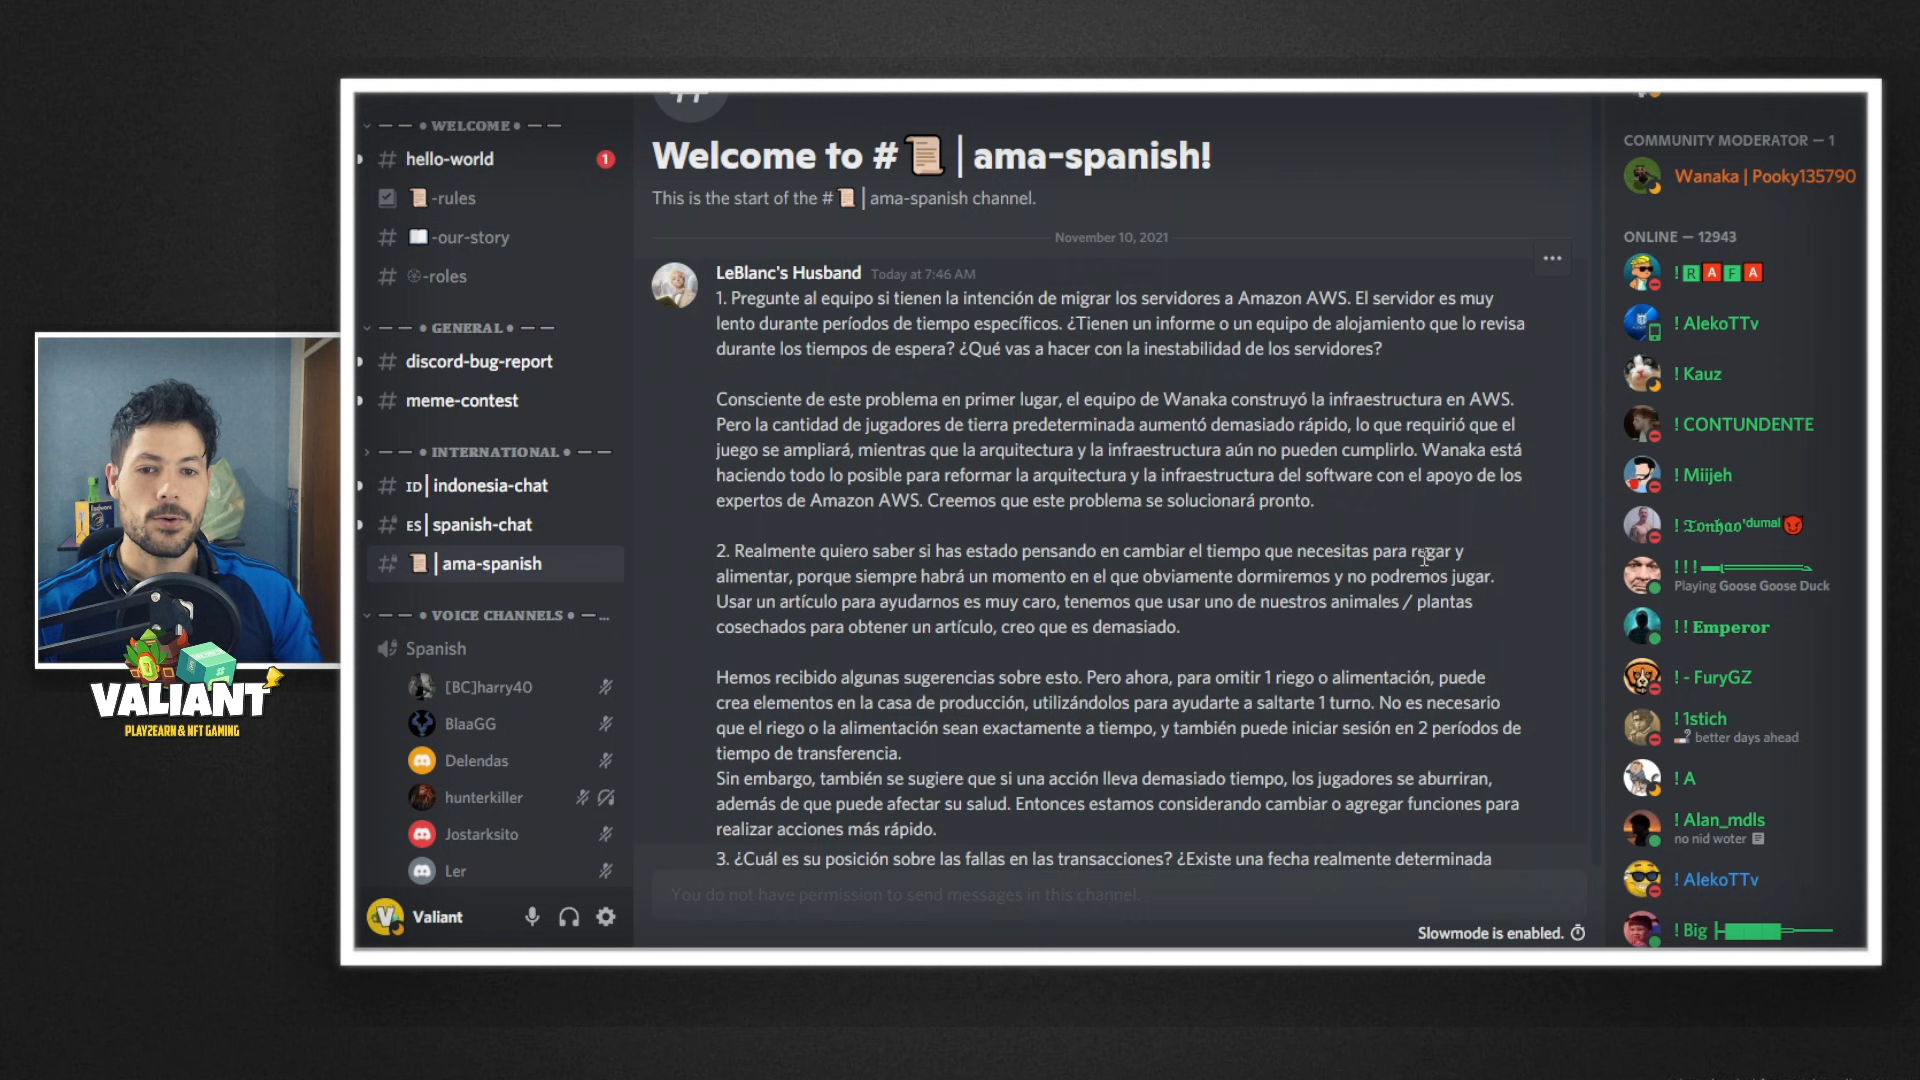 WELCOME
hello-world
1
-rules
-our-story
-roles
GENERAL
discord-bug-report
meme-contest
INTERNATIONAL
ID | indonesia-chat
ES | spanish-chat
| ama-spanish
VOICE CHANNELS
Spanish
[BC]harry40
BlaaGG
Delendas
hunterkiller
Jostarksito
Ler
Valiant
Welcome to # | ama-spanish!
This is the start of the # | ama-spanish channel.
November 10, 2021
LeBlanc's Husband Today at 7:46 AM
1. Pregunte al equipo si tienen la intención de migrar los servidores a Amazon AWS. El servidor es muy
lento durante períodos de tiempo específicos. ¿Tienen un informe o un equipo de alojamiento que lo revisa
durante los tiempos de espera? ¿Qué vas a hacer con la inestabilidad de los servidores?
Consciente de este problema en primer lugar, el equipo de Wanaka construyó la infraestructura en AWS.
Pero la cantidad de jugadores de tierra predeterminada aumentó demasiado rápido, lo que requirió que el
juego se ampliará, mientras que la arquitectura y la infraestructura aún no pueden cumplirlo. Wanaka está
haciendo todo lo posible para reformar la arquitectura y la infraestructura del software con el apoyo de los
expertos de Amazon AWS. Creemos que este problema se solucionará pronto.
2. Realmente quiero saber si has estado pensando en cambiar el tiempo que necesitas para regar y
alimentar, porque siempre habrá un momento en el que obviamente dormiremos y no podremos jugar.
Usar un artículo para ayudarnos es muy caro, tenemos que usar uno de nuestros animales / plantas
cosechados para obtener un artículo, creo que es demasiado.
Hemos recibido algunas sugerencias sobre esto. Pero ahora, para omitir 1 riego o alimentación, puede
crea elementos en la casa de producción, utilizándolos para ayudarte a saltarte 1 turno. No es necesario
que el riego o la alimentación sean exactamente a tiempo, y también puede iniciar sesión en 2 períodos de
tiempo de transferencia.
Sin embargo, también se sugiere que si una acción lleva demasiado tiempo, los jugadores se aburriran,
además de que puede afectar su salud. Entonces estamos considerando cambiar o agregar funciones para
realizar acciones más rápido.
3. ¿Cuál es su posición sobre las fallas en las transacciones? ¿Existe una fecha realmente determinada
You do not have permission to send messages in this channel.
Slowmode is enabled.
COMMUNITY MODERATOR — 1
Wanaka | Pooky135790
ONLINE — 12943
! R A F A
! AlekoTTv
! Kauz
! CONTUNDENTE
! Miijeh
! 𝕿𝖔𝖓𝖍𝖆𝖔'dumal
! ! !
Playing Goose Goose Duck
! ! Emperor
! - FuryGZ
! 1stich
better days ahead
! A
! Alan_mdls
no nid woter
! AlekoTTv
! Big
VALIANT
PLAY2EARN & NFT GAMING